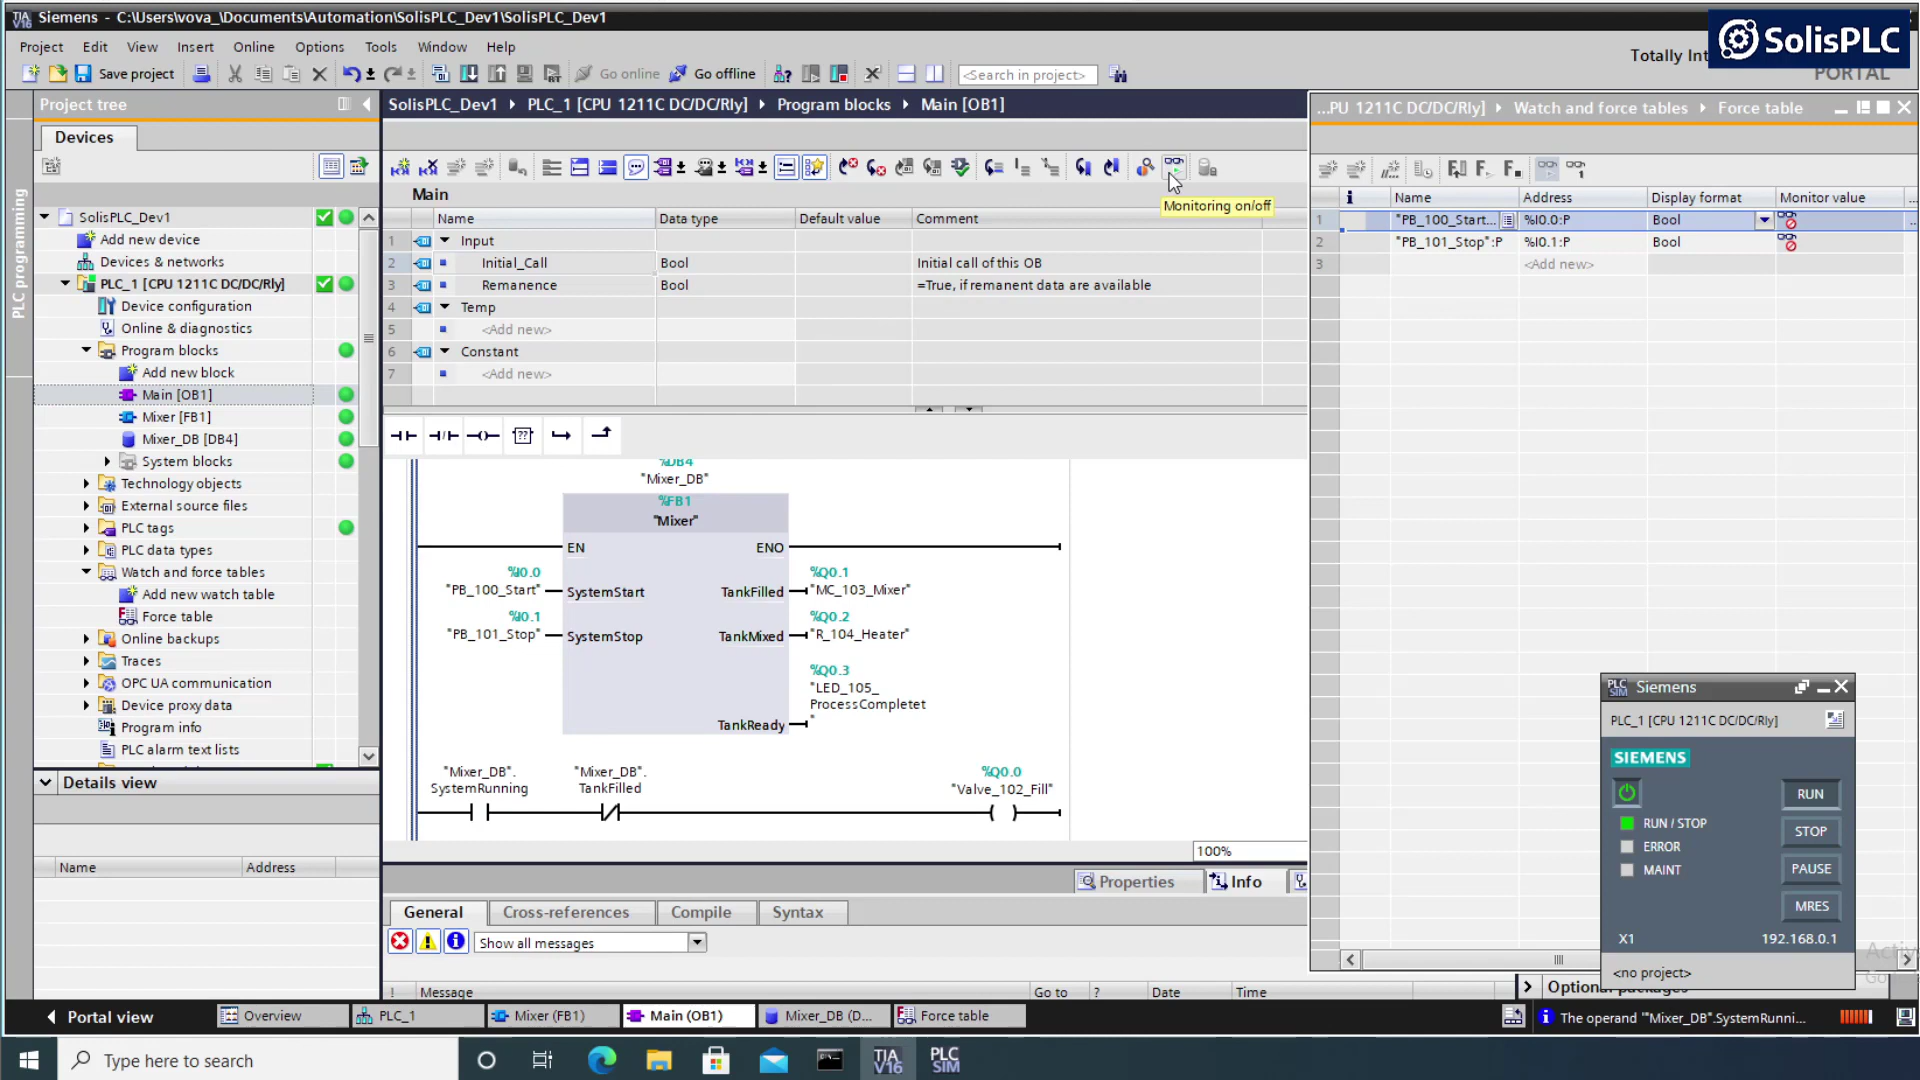 Siemens - C:\Users\vova_\Documents\Automation\SolisPLC_Dev1\SolisPLC_Dev1
SolisPLC
Project Edit View Insert Online Options Tools Window Help
Totally Int
PORTAL
Save project
Go online
Go offline
<Search in project>
Project tree
SolisPLC_Dev1 PLC_1 [CPU 1211C DC/DC/Rly] Program blocks Main [OB1]
...PU 1211C DC/DC/Rly] Watch and force tables Force table
Devices
PLC programming
SolisPLC_Dev1
Add new device
Devices & networks
PLC_1 [CPU 1211C DC/DC/Rly]
Device configuration
Online & diagnostics
Program blocks
Add new block
Main [OB1]
Mixer [FB1]
Mixer_DB [DB4]
System blocks
Technology objects
External source files
PLC tags
PLC data types
Watch and force tables
Add new watch table
Force table
Online backups
Traces
OPC UA communication
Device proxy data
Program info
PLC alarm text lists
Details view
Name Address
Monitoring on/off
Main
Name Data type Default value Comment
1 Input
2 Initial_Call Bool Initial call of this OB
3 Remanence Bool =True, if remanent data are available
4 Temp
5 <Add new>
6 Constant
7 <Add new>
??
%DB4
"Mixer_DB"
%FB1
"Mixer"
EN ENO
%I0.0
"PB_100_Start" SystemStart
%I0.1
"PB_101_Stop" SystemStop
%Q0.1
TankFilled "MC_103_Mixer"
%Q0.2
TankMixed "R_104_Heater"
%Q0.3
"LED_105_
ProcessCompletet
"
TankReady
"Mixer_DB".
SystemRunning
"Mixer_DB".
TankFilled
%Q0.0
"Valve_102_Fill"
100%
Properties Info
General Cross-references Compile Syntax
Show all messages
! Message Go to ? Date Time
i Name Address Display format Monitor value ...
1 "PB_100_Start... %I0.0:P Bool
2 "PB_101_Stop":P %I0.1:P Bool
3 <Add new>
PLC SIM Siemens
PLC_1 [CPU 1211C DC/DC/Rly]
SIEMENS
RUN
RUN / STOP
STOP
ERROR
MAINT
PAUSE
MRES
X1 192.168.0.1
<no project>
Optional packages
Portal view Overview PLC_1 Mixer (FB1) Main (OB1) Mixer_DB (D... Force table
The operand '"Mixer_DB".SystemRunni...
Type here to search
TIA V16
PLC SIM